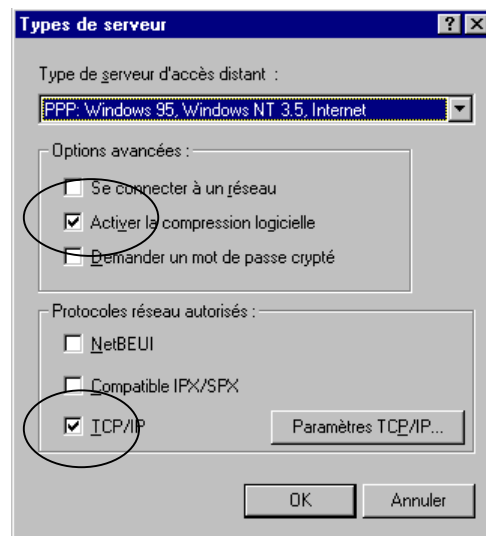 Types de serveur
Type de serveur d'accès distant :
PPP: Windows 95, Windows NT 3.5, Internet
Options avancées :
Se connecter à un réseau
Activer la compression logicielle
Demander un mot de passe crypté
Protocoles réseau autorisés :
NetBEUI
Compatible IPX/SPX
TCP/IP
Paramètres TCP/IP...
OK Annuler